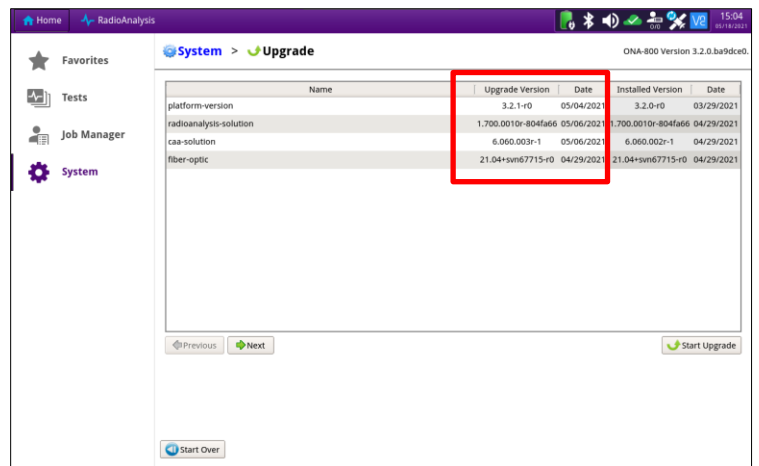 Home RadioAnalysis 0/0 V2 15:04
05/18/2021
System > Upgrade ONA-800 Version 3.2.0.ba9dce0.
Favorites
Tests
Job Manager
System
Name Upgrade Version Date Installed Version Date
platform-version 3.2.1-r0 05/04/2021 3.2.0-r0 03/29/2021
radioanalysis-solution 1.700.0010r-804fa66 05/06/2021 1.700.0010r-804fa66 04/29/2021
caa-solution 6.060.003r-1 05/06/2021 6.060.002r-1 04/29/2021
fiber-optic 21.04+svn67715-r0 04/29/2021 21.04+svn67715-r0 04/29/2021
Previous Next Start Upgrade
Start Over